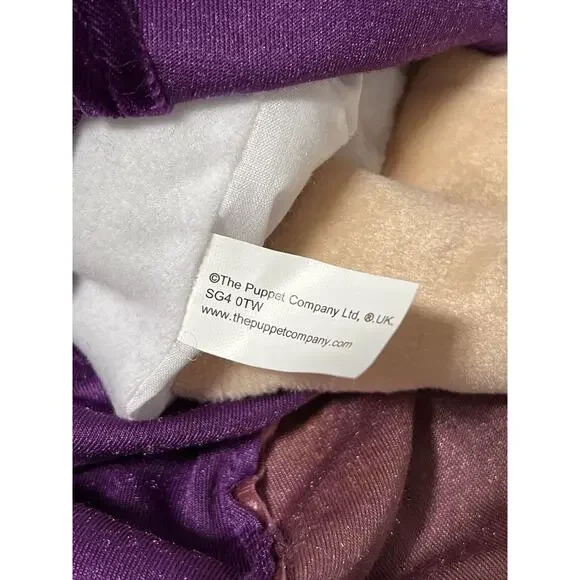 ©The Puppet Company Ltd, ®.UK.
SG4 0TW
www.thepuppetcompany.com